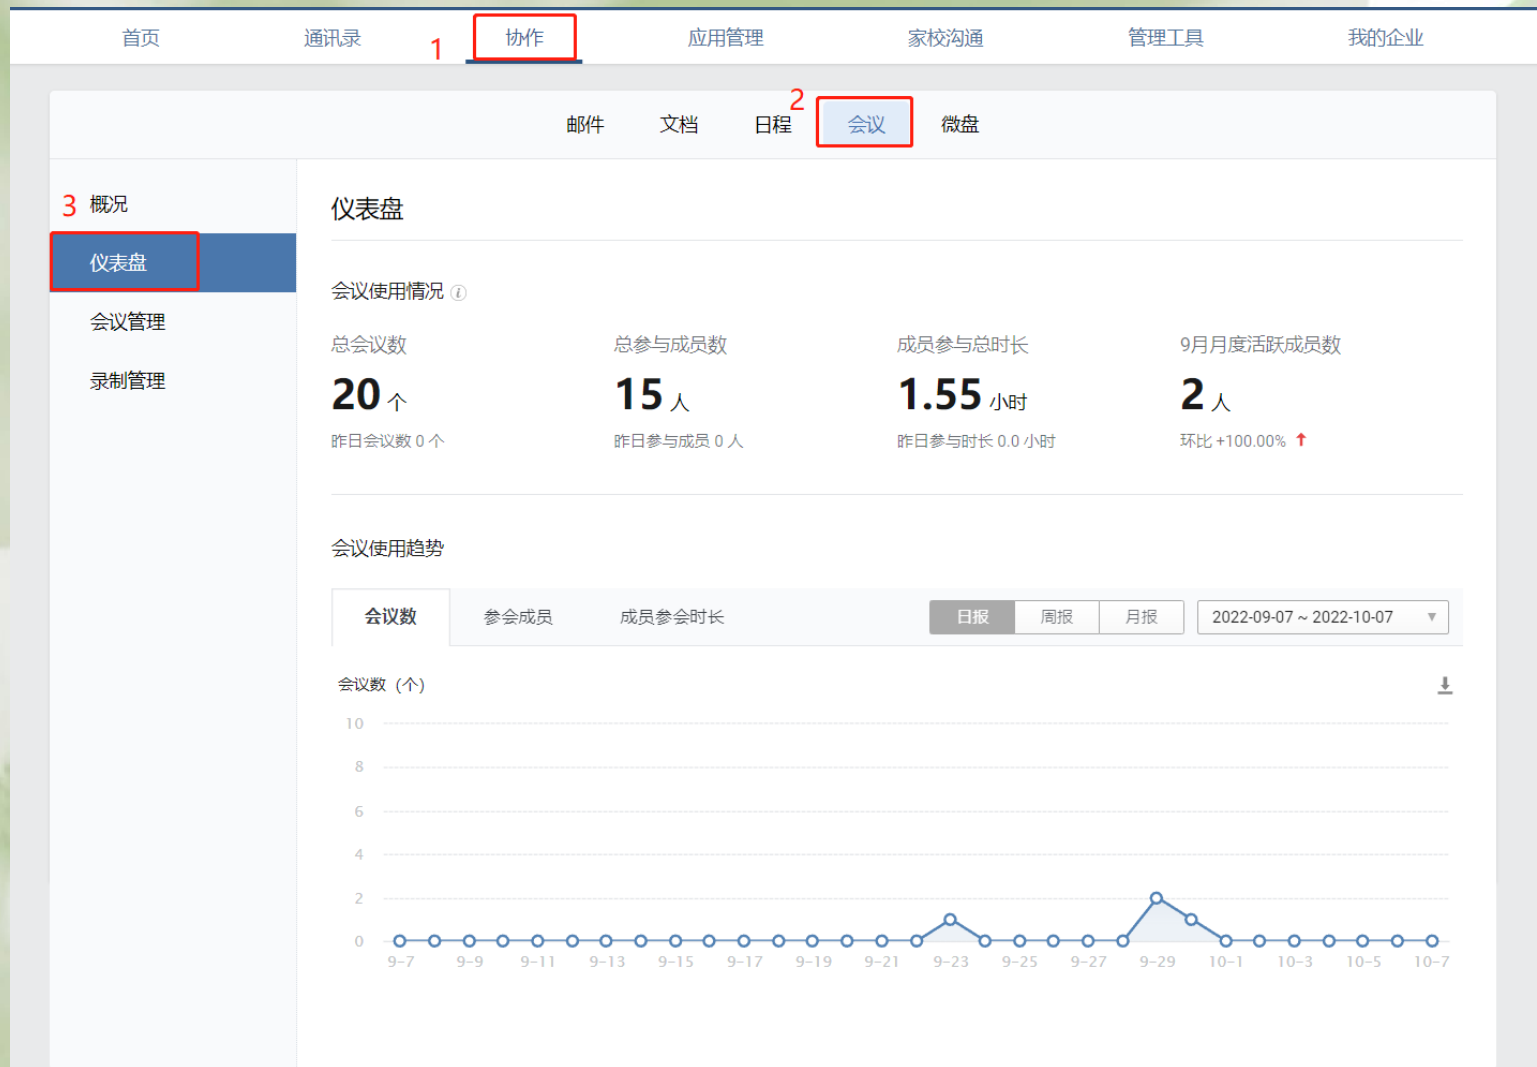 首页 通讯录 1 协作 应用管理 家校沟通 管理工具 我的企业
邮件 文档 日程 2 会议 微盘
3 概况
仪表盘
会议管理
录制管理
仪表盘
会议使用情况 i
总会议数 总参与成员数 成员参与总时长 9月月度活跃成员数
20 个 15 人 1.55 小时 2 人
昨日会议数 0 个 昨日参与成员 0 人 昨日参与时长 0.0 小时 环比 +100.00%
会议使用趋势
会议数 参会成员 成员参会时长 日报 周报 月报 2022-09-07 ~ 2022-10-07
会议数（个）
10
8
6
4
2
0
9-7 9-9 9-11 9-13 9-15 9-17 9-19 9-21 9-23 9-25 9-27 9-29 10-1 10-3 10-5 10-7